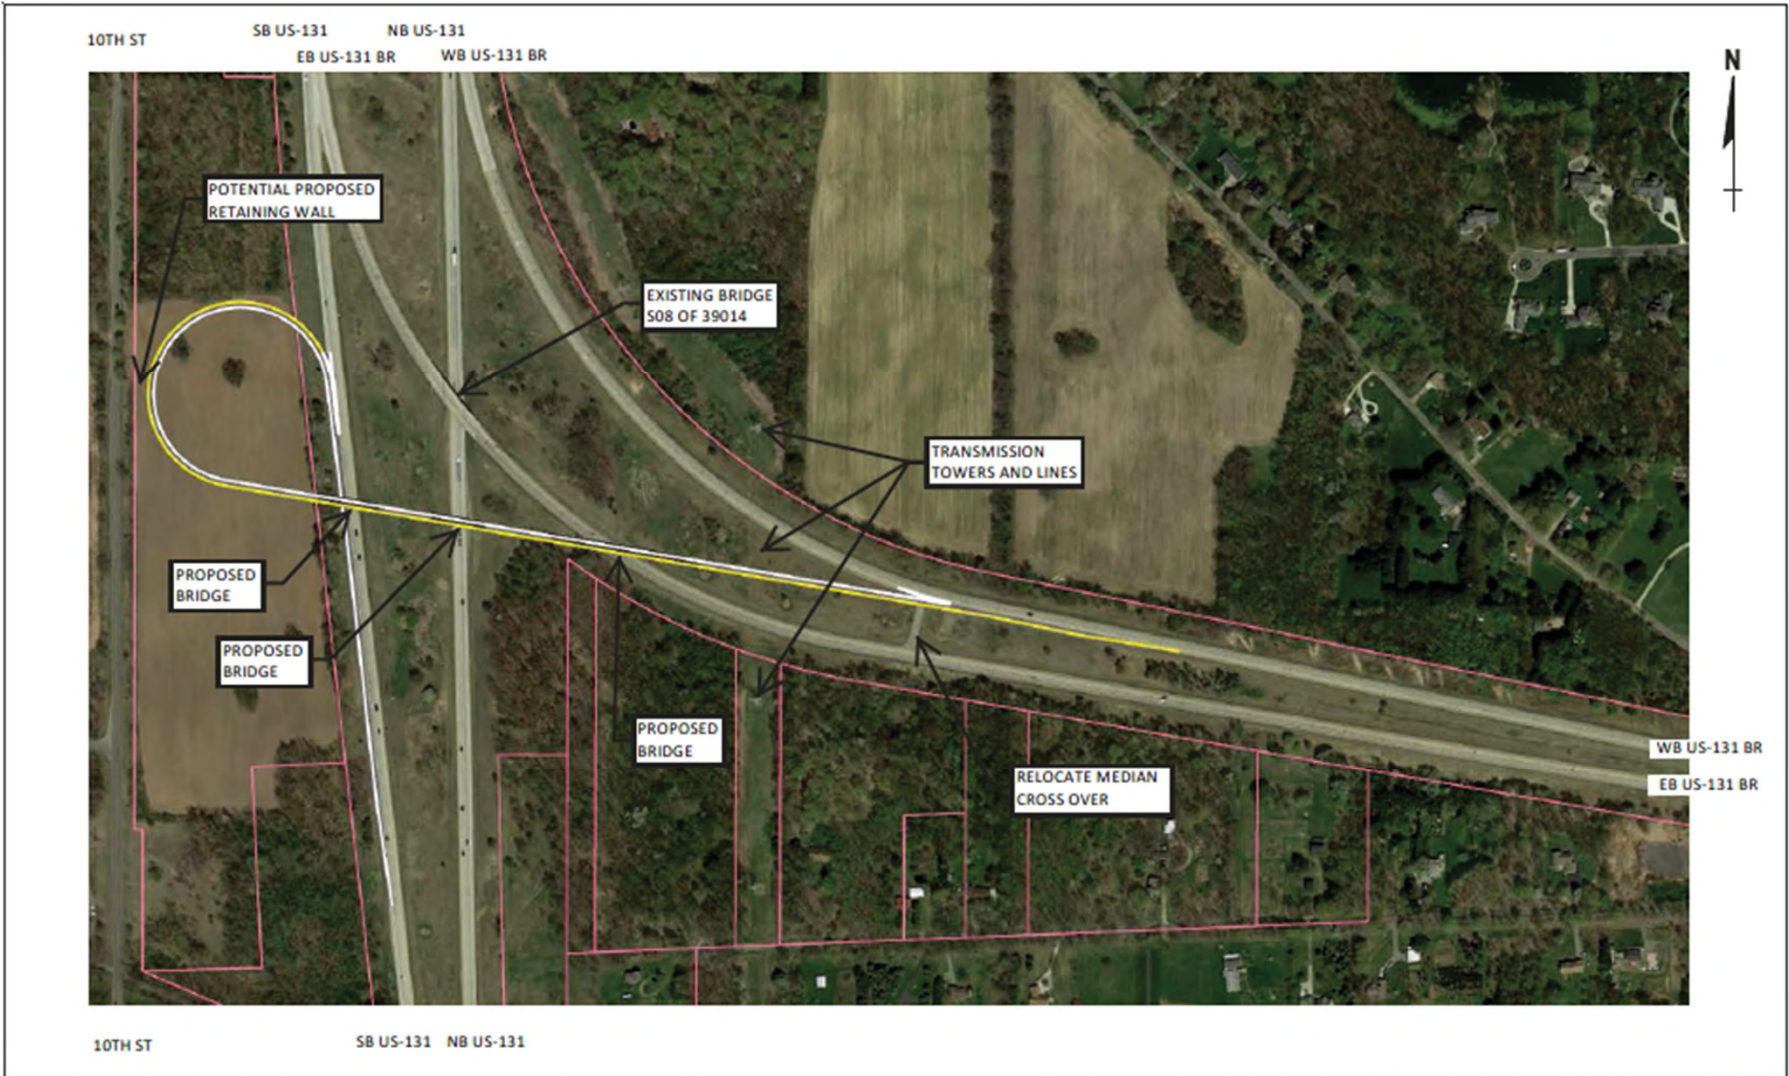 10TH ST
SB US-131
NB US-131
EB US-131 BR
WB US-131 BR
N
POTENTIAL PROPOSED
RETAINING WALL
EXISTING BRIDGE
S08 OF 39014
TRANSMISSION
TOWERS AND LINES
PROPOSED
BRIDGE
PROPOSED
BRIDGE
PROPOSED
BRIDGE
RELOCATE MEDIAN
CROSS OVER
WB US-131 BR
EB US-131 BR
10TH ST
SB US-131
NB US-131